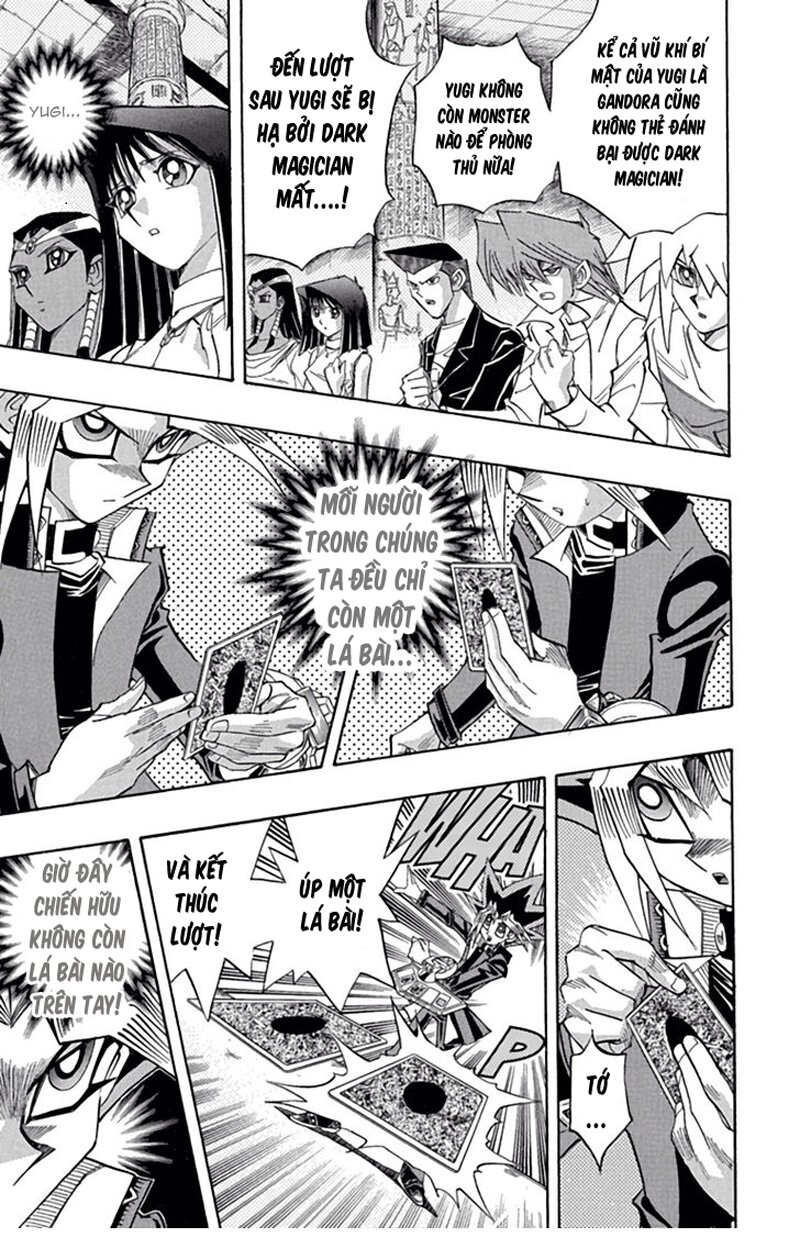 KỂ CẢ VŨ KHÍ BÍ
MẬT CỦA YUGI LÀ
GANDORA CŨNG
KHÔNG THẺ ĐÁNH
BẠI ĐƯỢC DARK
MAGICIAN!
YUGI KHÔNG
CÒN MONSTER
NÀO ĐỂ PHÒNG
THỦ NỮA!
ĐẾN LƯỢT
SAU YUGI SẼ BỊ
HẠ BỞI DARK
MAGICIAN
MẤT....!
YUGI...
MỖI NGƯỜI
TRONG CHÚNG
TA ĐỀU CHỈ
CÒN MỘT
LÁ BÀI...
TỚ
...
WHA
ÚP MỘT
LÁ BÀI!
VÀ KẾT
THÚC
LƯỢT!
P
GIỜ ĐÂY
CHIẾN HỮU
KHÔNG CÒN
LÁ BÀI NÀO
TRÊN TAY!